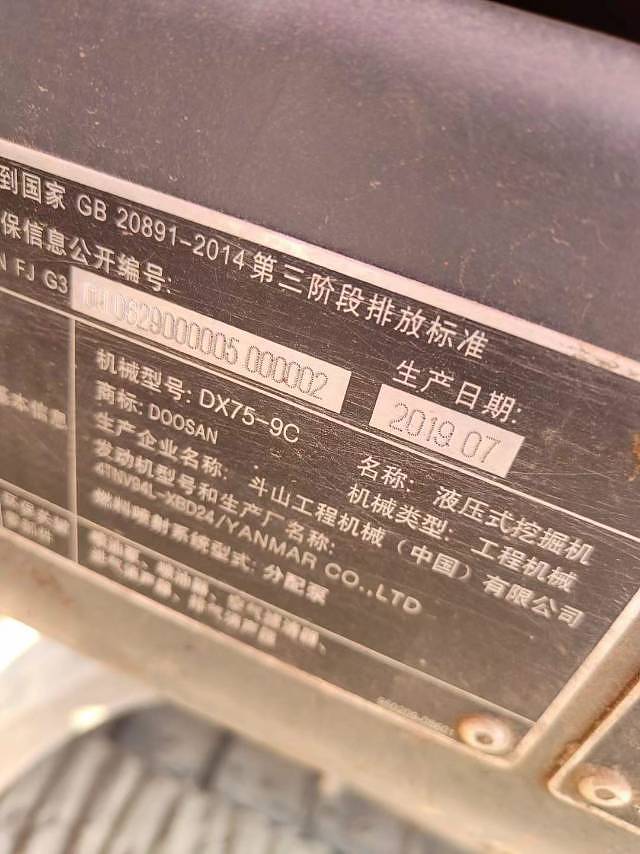 到国家 GB 20891-2014 第三阶段排放标准
保信息公开编号:
N FJ G3 0629000005 000002
生产日期:
2019 07
机械型号: DX75-9C
名称: 液压式挖掘机
商标: DOOSAN
机械类型: 工程机械
生产企业名称: 斗山工程机械(中国)有限公司
发动机型号和生产厂名称:
4TNV94L-XBD24/YANMAR CO.,LTD
燃料喷射系统型式: 分配泵
基本信息